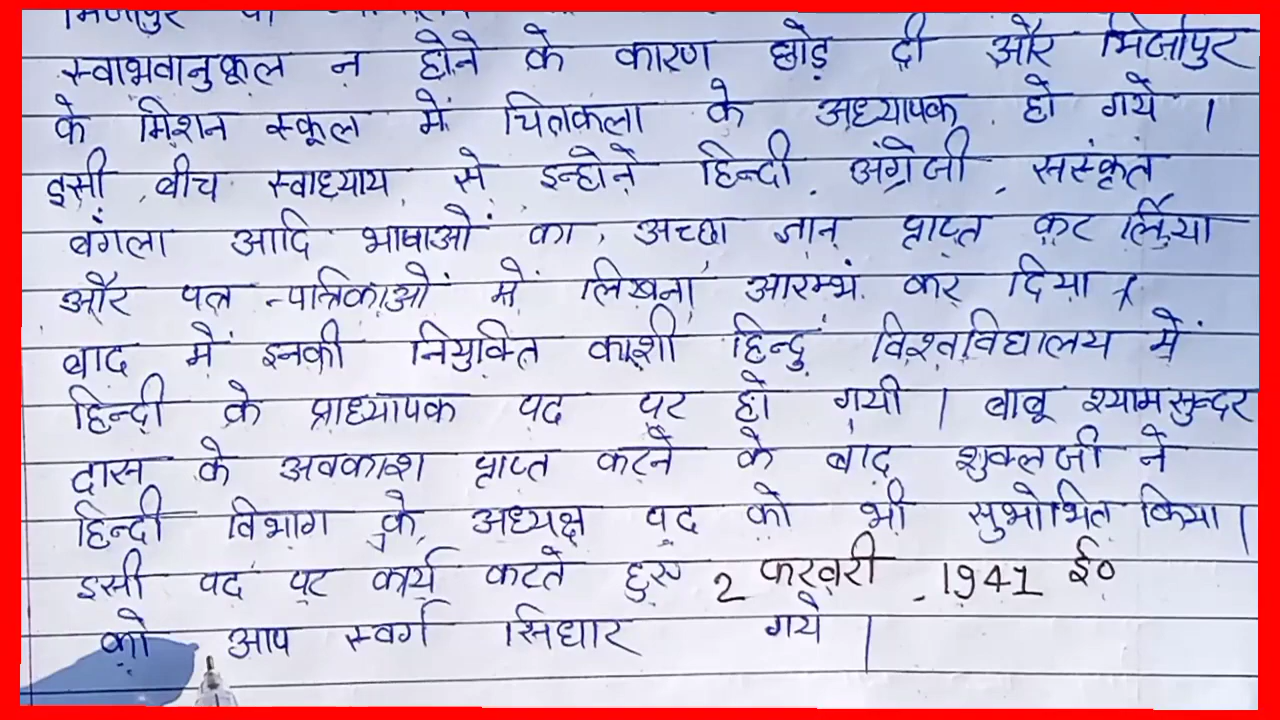 स्वाभवानुकूल न होने के कारण छोड़ दी और मिर्जापुर
के मिशन स्कूल में चित्रकला के अध्यापक हो गये ।
इसी बीच स्वाध्याय से इन्होने हिन्दी, अंग्रेजी, संस्कृत
बंगला आदि भाषाओं का अच्छा ज्ञान प्राप्त कर लिया
और पत्र -पत्रिकाओं में लिखना आरम्भ कर दिया ।
बाद में इनकी नियुक्ति काशी हिन्दु विश्वविद्यालय में
हिन्दी के प्राध्यापक पद पर हो गयी । बाबू श्यामसुन्दर
दास के अवकाश प्राप्त करने के बाद शुक्लजी ने
हिन्दी विभाग के अध्यक्ष पद को भी सुभोभित किया ।
इसी पद पर कार्य करते हुए 2 फरवरी 1941 ई०
को आप स्वर्ग सिधार गये ।